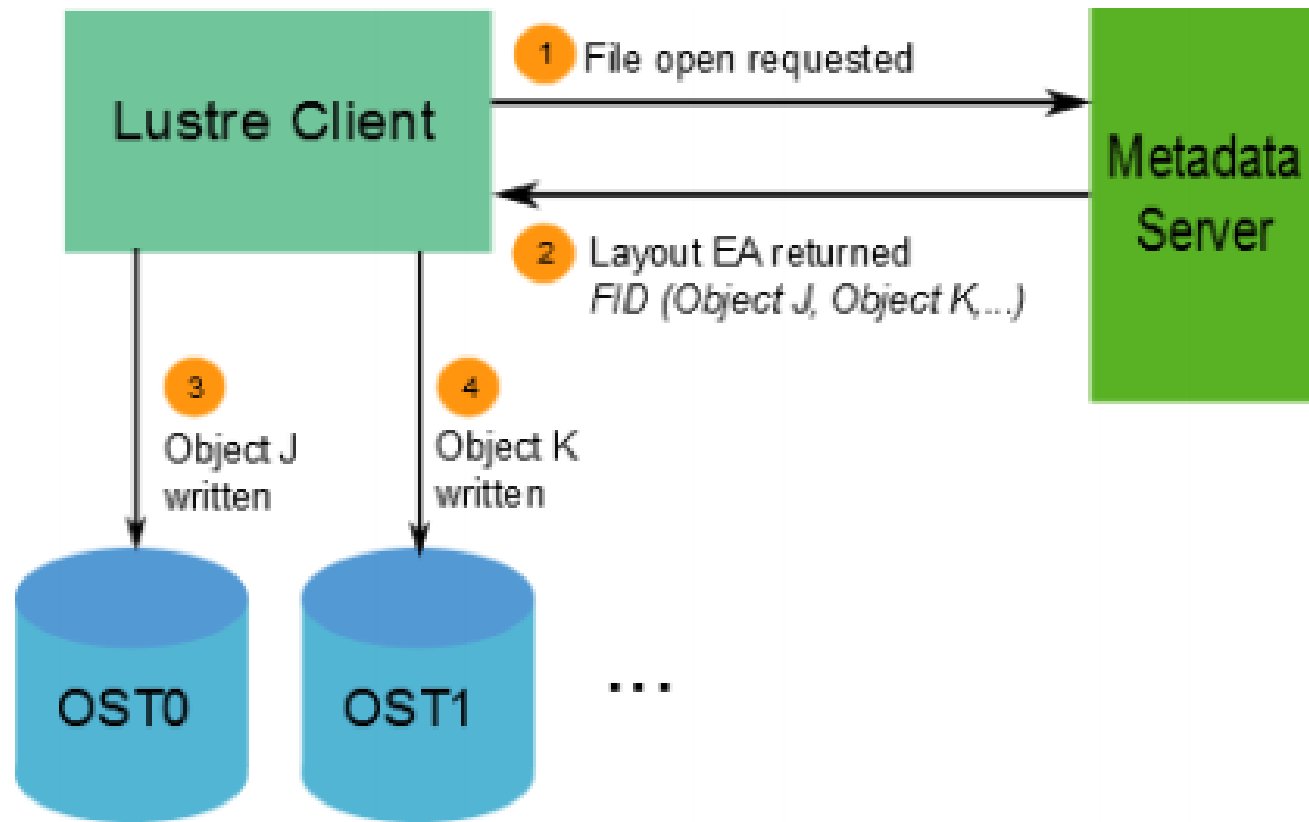 1 File open requested
Lustre Client
Metadata
Server
2 Layout EA returned
FID (Object J, Object K,...)
3
Object J
written
4
Object K
written
OST0
OST1
...